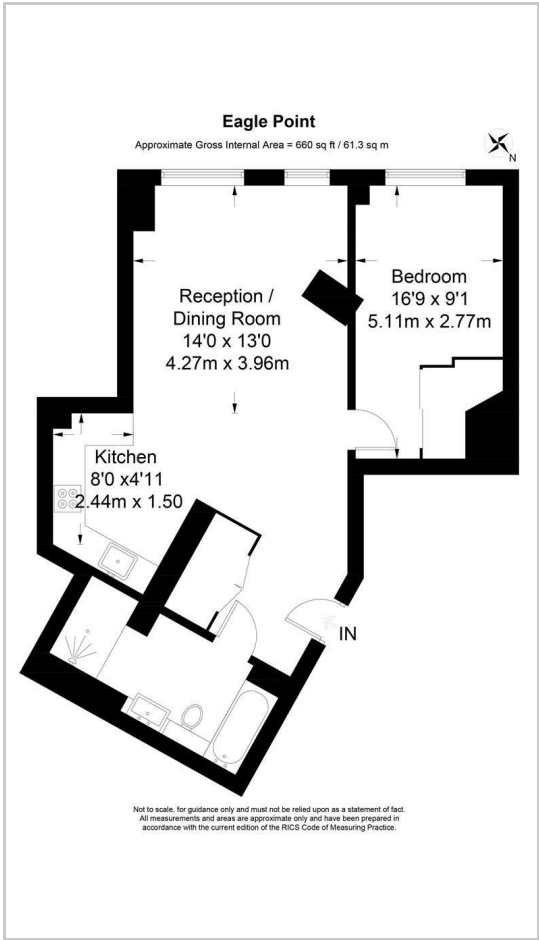 Eagle Point
Approximate Gross Internal Area = 660 sq ft / 61.3 sq m
N
Reception /
Dining Room
14'0 x 13'0
4.27m x 3.96m
Bedroom
16'9 x 9'1
5.11m x 2.77m
Kitchen
8'0 x4'11
2.44m x 1.50
IN
Not to scale, for guidance only and must not be relied upon as a statement of fact.
All measurements and areas are approximate only and have been prepared in
accordance with the current edition of the RICS Code of Measuring Practice.